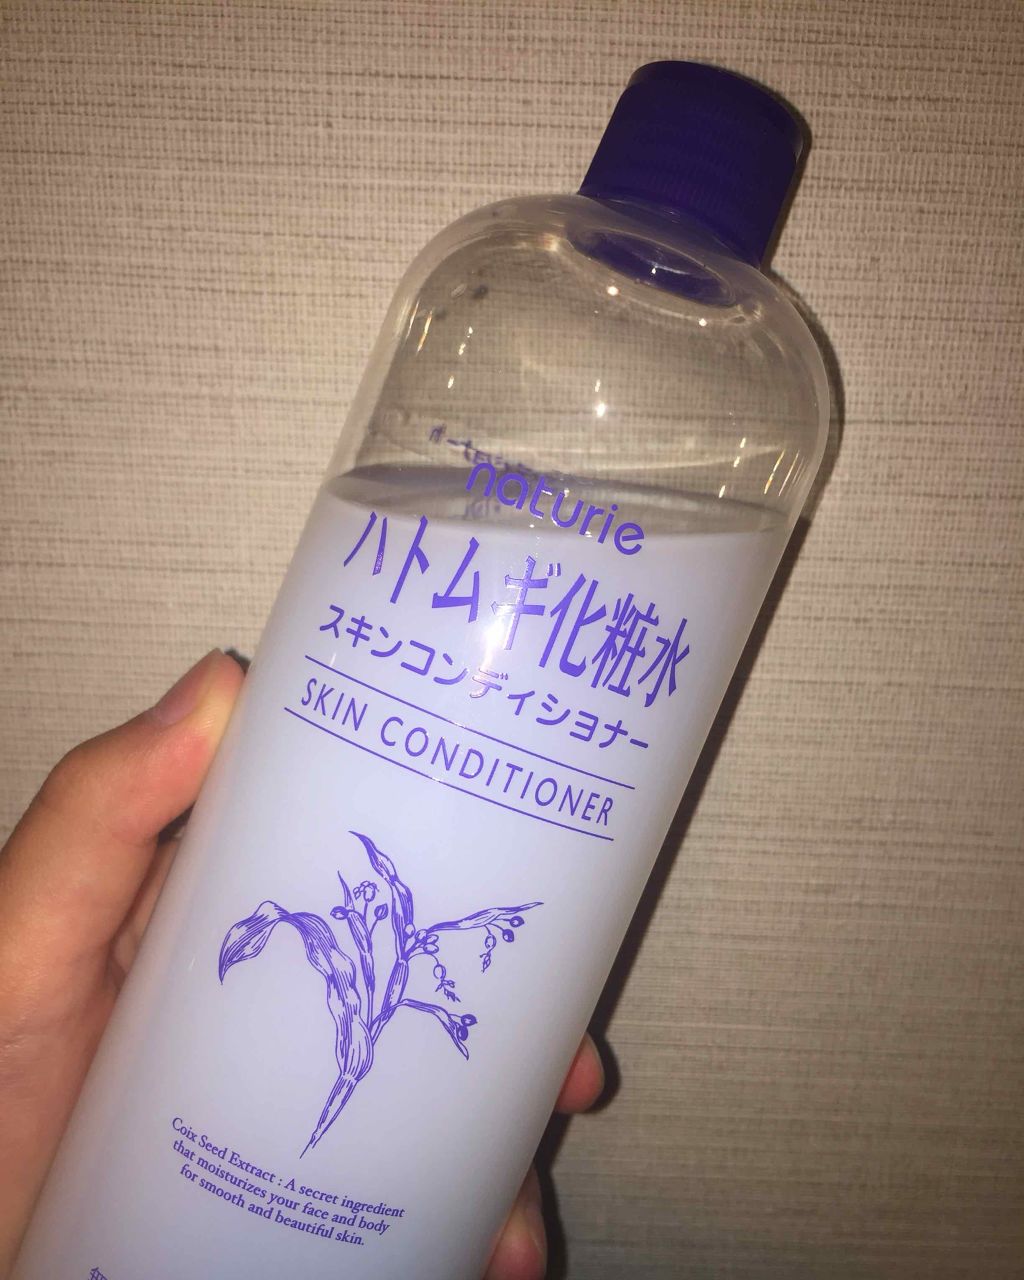 naturie
ハトムギ化粧水
スキンコンディショナー
SKIN CONDITIONER
Coix Seed Extract : A secret ingredient
that moisturizes your face and body
for smooth and beautiful skin.